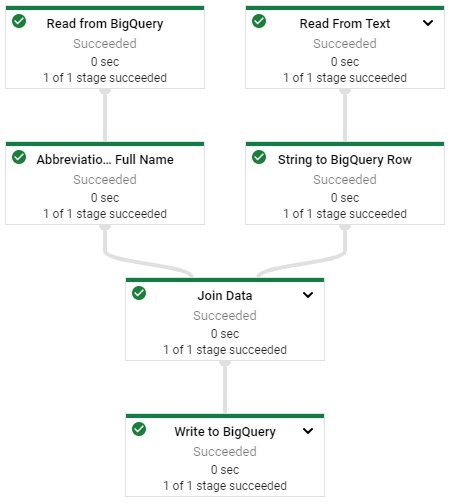 Read from BigQuery
Succeeded
0 sec
1 of 1 stage succeeded
Read From Text
Succeeded
0 sec
1 of 1 stage succeeded
Abbreviatio... Full Name
Succeeded
0 sec
1 of 1 stage succeeded
String to BigQuery Row
Succeeded
0 sec
1 of 1 stage succeeded
Join Data
Succeeded
0 sec
1 of 1 stage succeeded
Write to BigQuery
Succeeded
0 sec
1 of 1 stage succeeded